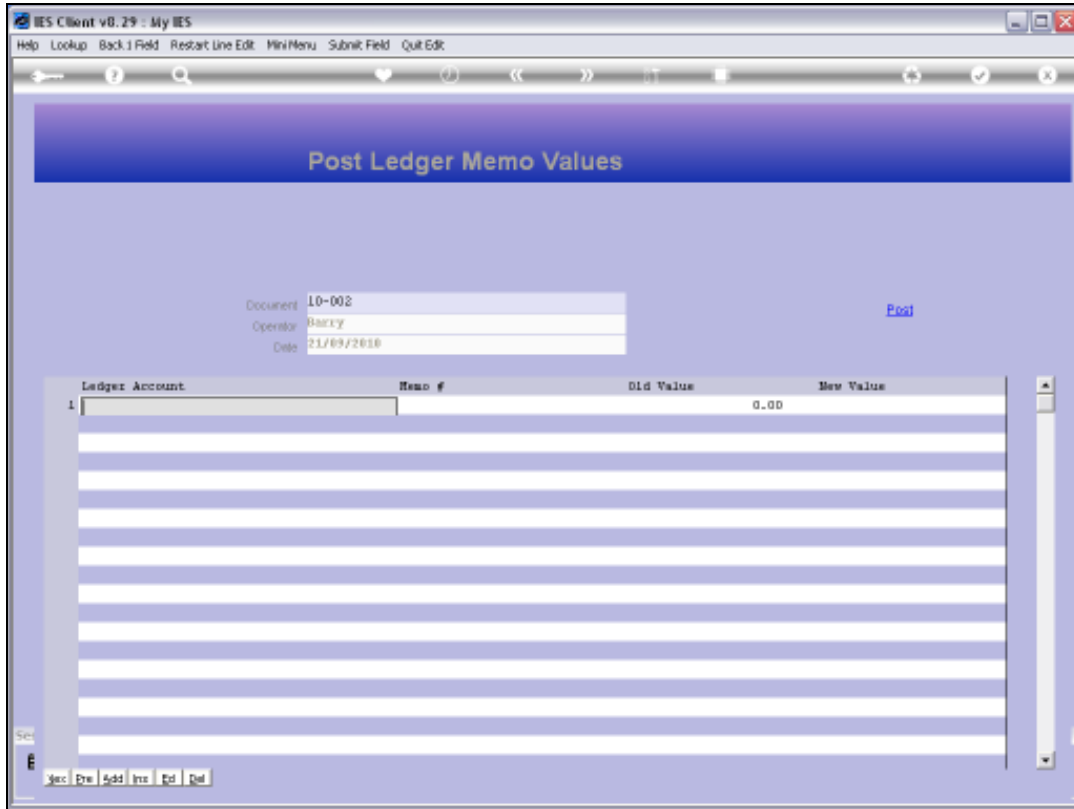 IES Client v8.29 : My IES
Help Lookup Back 1 Field Restart Line Edit MiniMenu Submit Field Quit Edit
Post Ledger Memo Values
Document 10-002
Post
Operator Barry
Date 21/09/2010
Ledger Account Memo # Old Value New Value
1 0.00
Pre Add Ins Ed Del